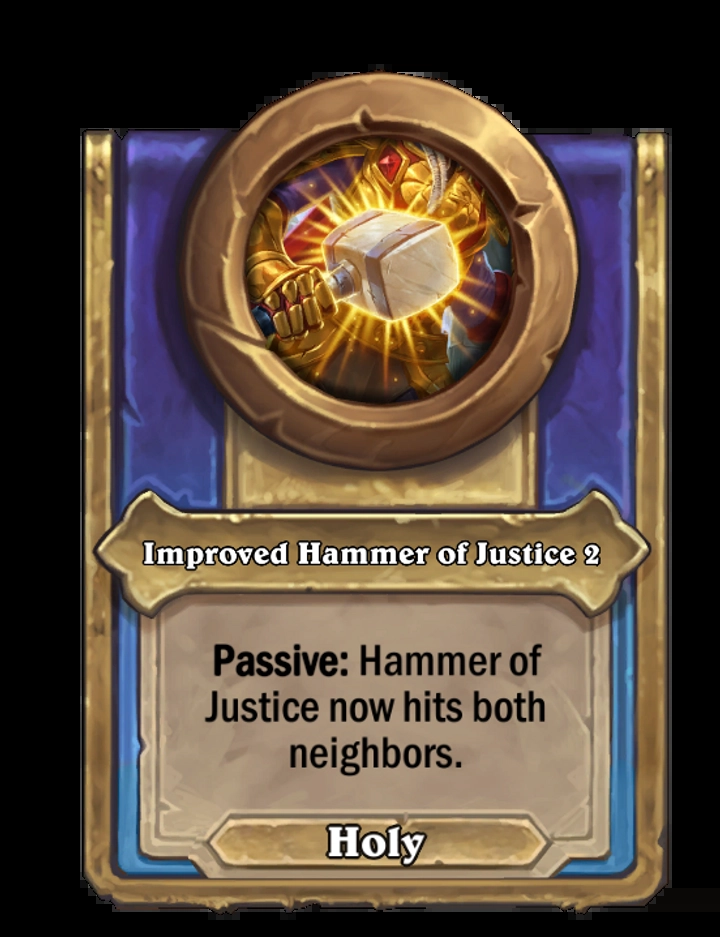 Improved Hammer of Justice 2
Passive: Hammer of
Justice now hits both
neighbors.
Holy